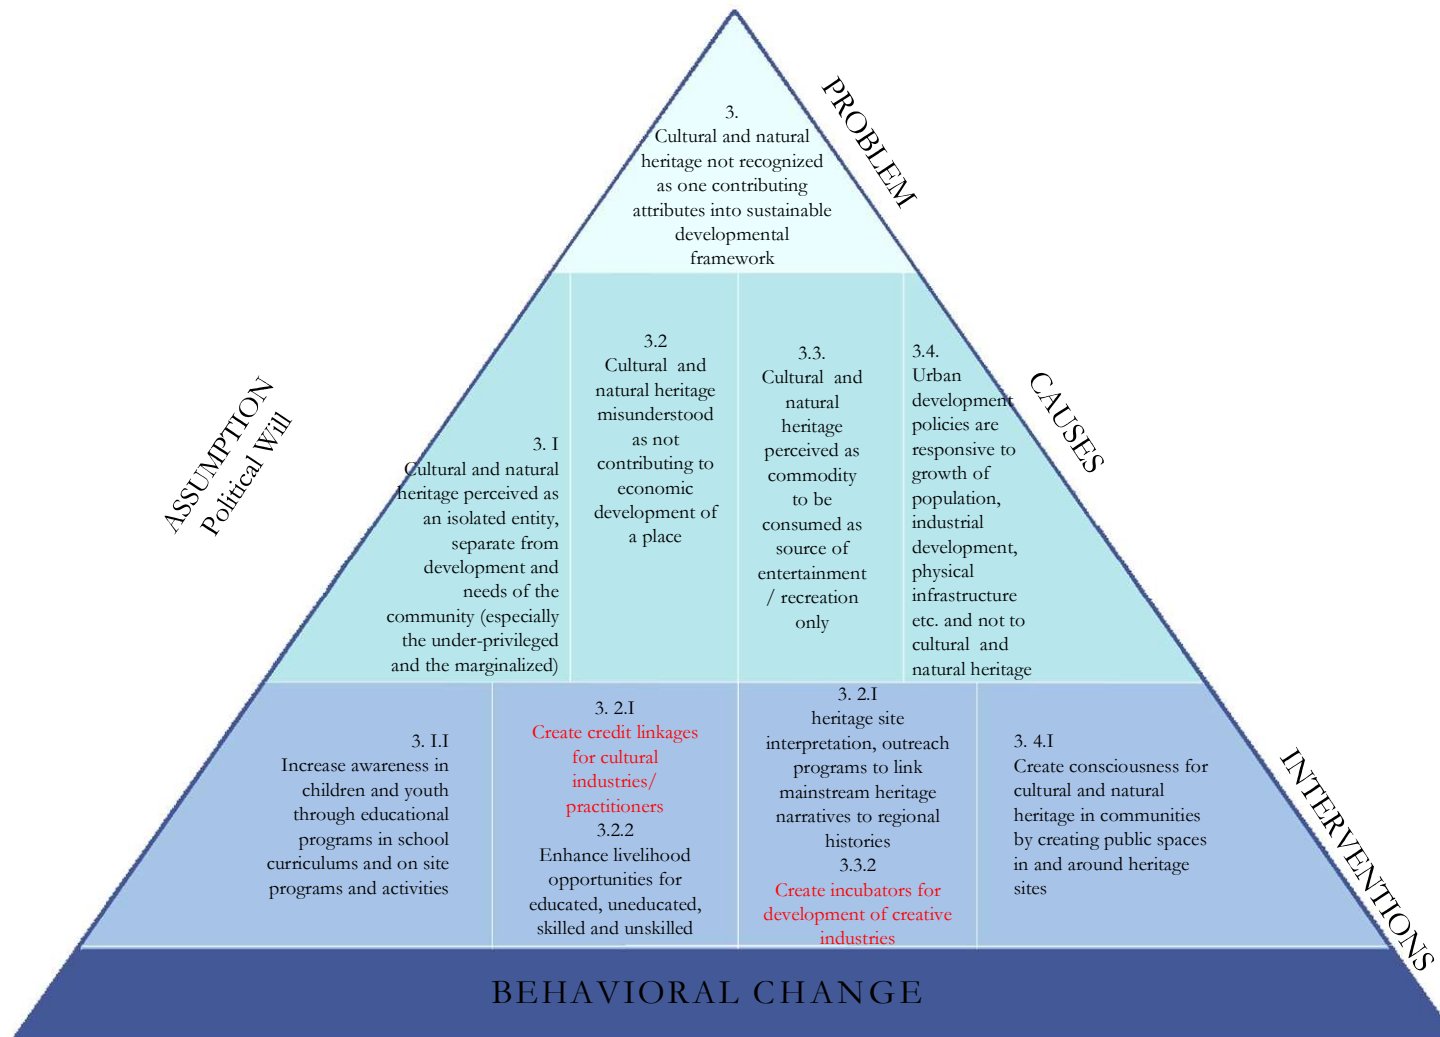 3.
Cultural and natural
heritage not recognized
as one contributing
attributes into sustainable
developmental
framework
PROBLEM
ASSUMPTION
Political Will
3. I
Cultural and natural
heritage perceived as
an isolated entity,
separate from
development and
needs of the
community (especially
the under-privileged
and the marginalized)
3.2
Cultural and
natural heritage
misunderstood
as not
contributing to
economic
development of
a place
3.3.
Cultural and
natural
heritage
perceived as
commodity
to be
consumed as
source of
entertainment
/ recreation
only
3.4.
Urban
development
policies are
responsive to
growth of
population,
industrial
development,
physical
infrastructure
etc. and not to
cultural and
natural heritage
CAUSES
3. I.I
Increase awareness in
children and youth
through educational
programs in school
curriculums and on site
programs and activities
3. 2.I
Create credit linkages
for cultural
industries/
practitioners
3.2.2
Enhance livelihood
opportunities for
educated, uneducated,
skilled and unskilled
3. 2.I
heritage site
interpretation, outreach
programs to link
mainstream heritage
narratives to regional
histories
3.3.2
Create incubators for
development of creative
industries
3. 4.I
Create consciousness for
cultural and natural
heritage in communities
by creating public spaces
in and around heritage
sites
INTERVENTIONS
BEHAVIORAL CHANGE